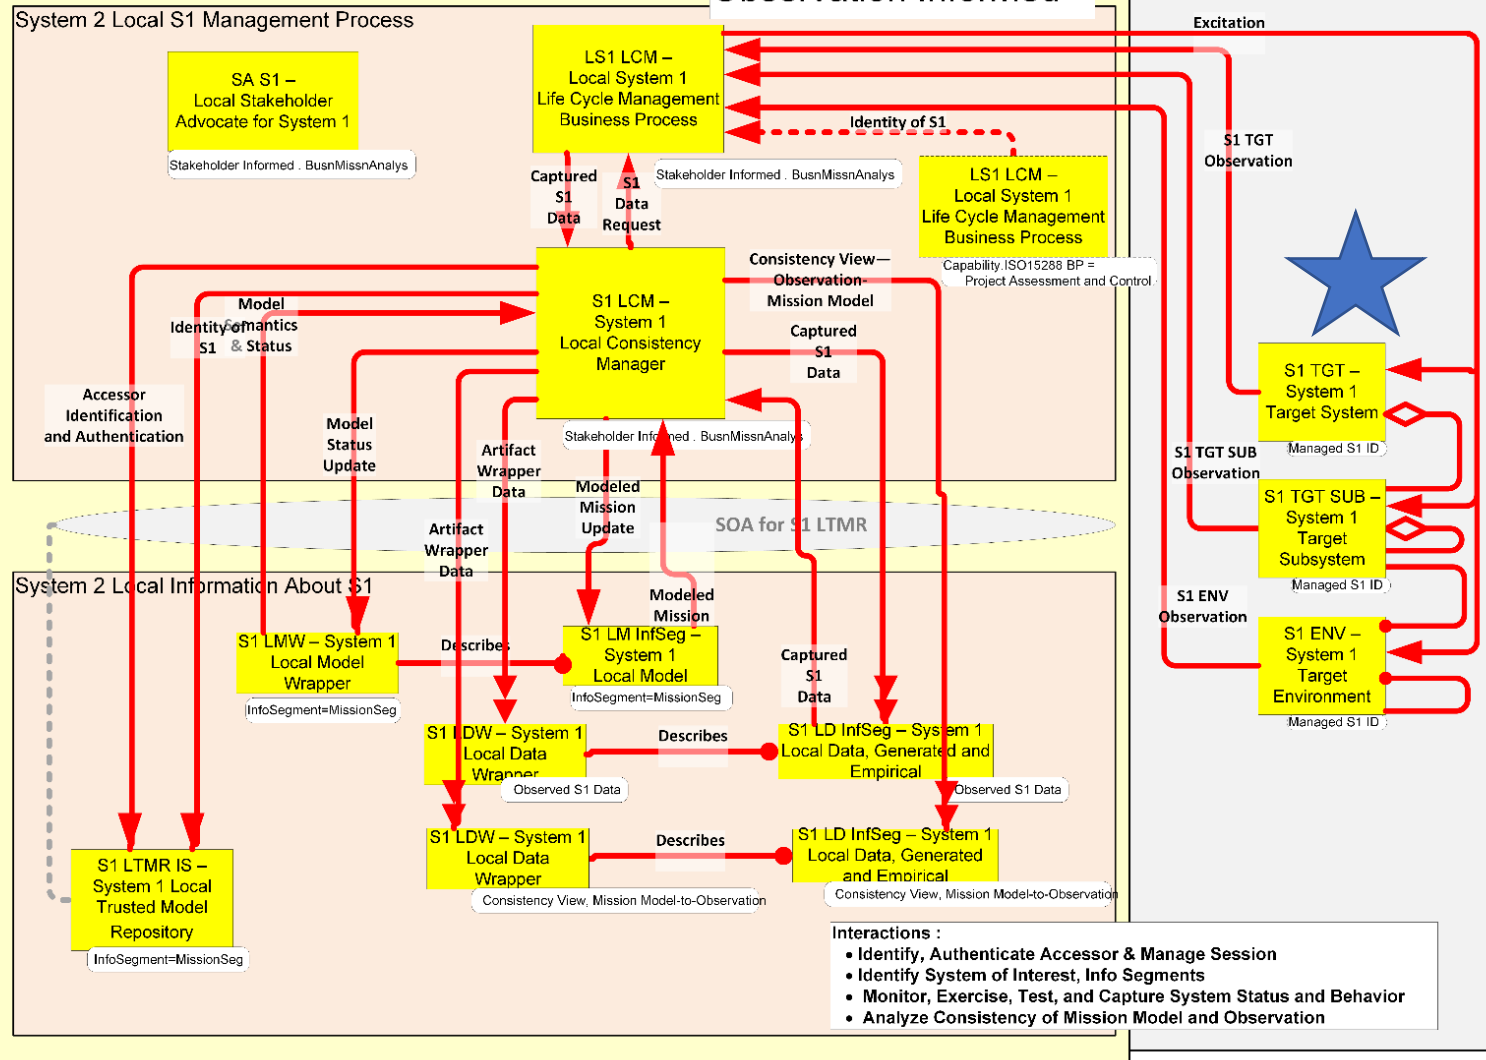 Observation Informed
System 2 Local S1 Management Process
SA S1 –
Local Stakeholder
Advocate for System 1
Stakeholder Informed . BusnMissnAnalys
LS1 LCM –
Local System 1
Life Cycle Management
Business Process
Stakeholder Informed . BusnMissnAnalys
Identity of S1
LS1 LCM –
Local System 1
Life Cycle Management
Business Process
Capability.ISO15288 BP =
Project Assessment and Control
Captured
S1
Data
S1
Data
Request
S1 LCM –
System 1
Local Consistency
Manager
Stakeholder Informed . BusnMissnAnalys
Consistency View—
Observation-
Mission Model
Captured
S1
Data
Model
Semantics
& Status
Identity of
S1
Accessor
Identification
and Authentication
Model
Status
Update
Artifact
Wrapper
Data
Artifact
Wrapper
Data
Modeled
Mission
Update
SOA for S1 LTMR
Excitation
S1 TGT
Observation
S1 TGT –
System 1
Target System
Managed S1 ID
S1 TGT SUB
Observation
S1 TGT SUB –
System 1
Target
Subsystem
Managed S1 ID
S1 ENV
Observation
S1 ENV –
System 1
Target
Environment
Managed S1 ID
System 2 Local Information About S1
S1 LMW – System 1
Local Model
Wrapper
InfoSegment=MissionSeg
Describes
Modeled
Mission
S1 LM InfSeg –
System 1
Local Model
InfoSegment=MissionSeg
Captured
S1
Data
S1 LDW – System 1
Local Data
Wrapper
Observed S1 Data
Describes
S1 LD InfSeg – System 1
Local Data, Generated and
Empirical
Observed S1 Data
S1 LDW – System 1
Local Data
Wrapper
Consistency View, Mission Model-to-Observation
Describes
S1 LD InfSeg – System 1
Local Data, Generated
and Empirical
Consistency View, Mission Model-to-Observation
S1 LTMR IS –
System 1 Local
Trusted Model
Repository
InfoSegment=MissionSeg
Interactions :
• Identify, Authenticate Accessor & Manage Session
• Identify System of Interest, Info Segments
• Monitor, Exercise, Test, and Capture System Status and Behavior
• Analyze Consistency of Mission Model and Observation